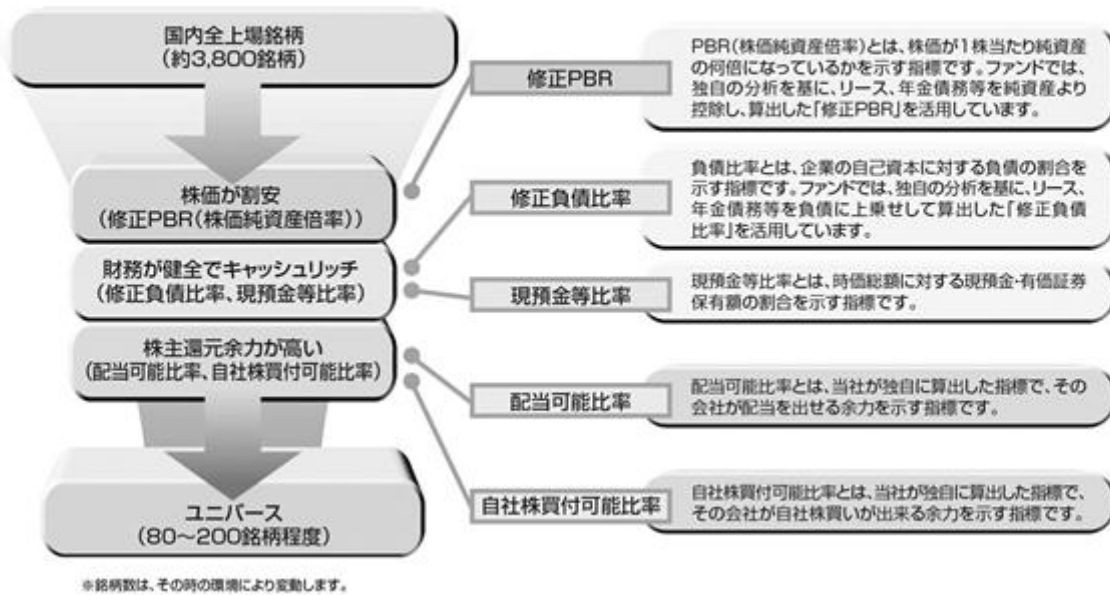 国内全上場銘柄
(約3,800銘柄)
株価が割安
(修正PBR(株価純資産倍率))
財務が健全でキャッシュリッチ
(修正負債比率、現預金等比率)
株主還元余力が高い
(配当可能比率、自社株買付可能比率)
ユニバース
(80～200銘柄程度)
※銘柄数は、その時の環境により変動します。
修正PBR
PBR(株価純資産倍率)とは、株価が1株当たり純資産
の何倍になっているかを示す指標です。ファンドでは、
独自の分析を基に、リース、年金債務等を純資産より
控除し、算出した「修正PBR」を活用しています。
修正負債比率
負債比率とは、企業の自己資本に対する負債の割合を
示す指標です。ファンドでは、独自の分析を基に、リース、
年金債務等を負債に上乗せして算出した「修正負債
比率」を活用しています。
現預金等比率
現預金等比率とは、時価総額に対する現預金・有価証券
保有額の割合を示す指標です。
配当可能比率
配当可能比率とは、当社が独自に算出した指標で、その
会社が配当を出せる余力を示す指標です。
自社株買付可能比率
自社株買付可能比率とは、当社が独自に算出した指標で、
その会社が自社株買いが出来る余力を示す指標です。